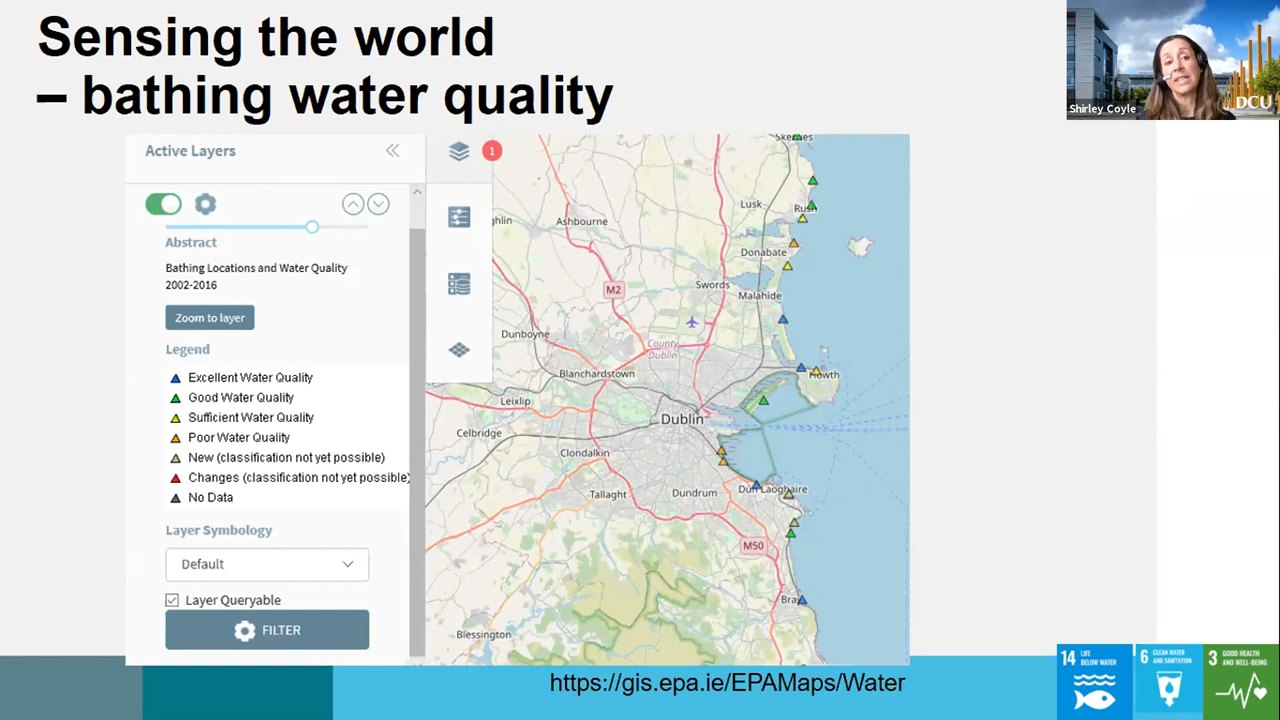 Sensing the world
– bathing water quality
Shirley Coyle
DCU
Active Layers
1
Abstract
Bathing Locations and Water Quality
2002-2016
Zoom to layer
Legend
Excellent Water Quality
Good Water Quality
Sufficient Water Quality
Poor Water Quality
New (classification not yet possible)
Changes (classification not yet possible)
No Data
Layer Symbology
Default
Layer Queryable
FILTER
Skerries
Lusk
Rush
Ashbourne
Donabate
Swords
M2
Malahide
Dunboyne
County
Dublin
Blanchardstown
Howth
Leixlip
Dublin
Celbridge
Clondalkin
Tallaght
Dundrum
Dún Laoghaire
M50
Bray
Blessington
https://gis.epa.ie/EPAMaps/Water
14 LIFE
BELOW WATER
6 CLEAN WATER
AND SANITATION
3 GOOD HEALTH
AND WELL-BEING